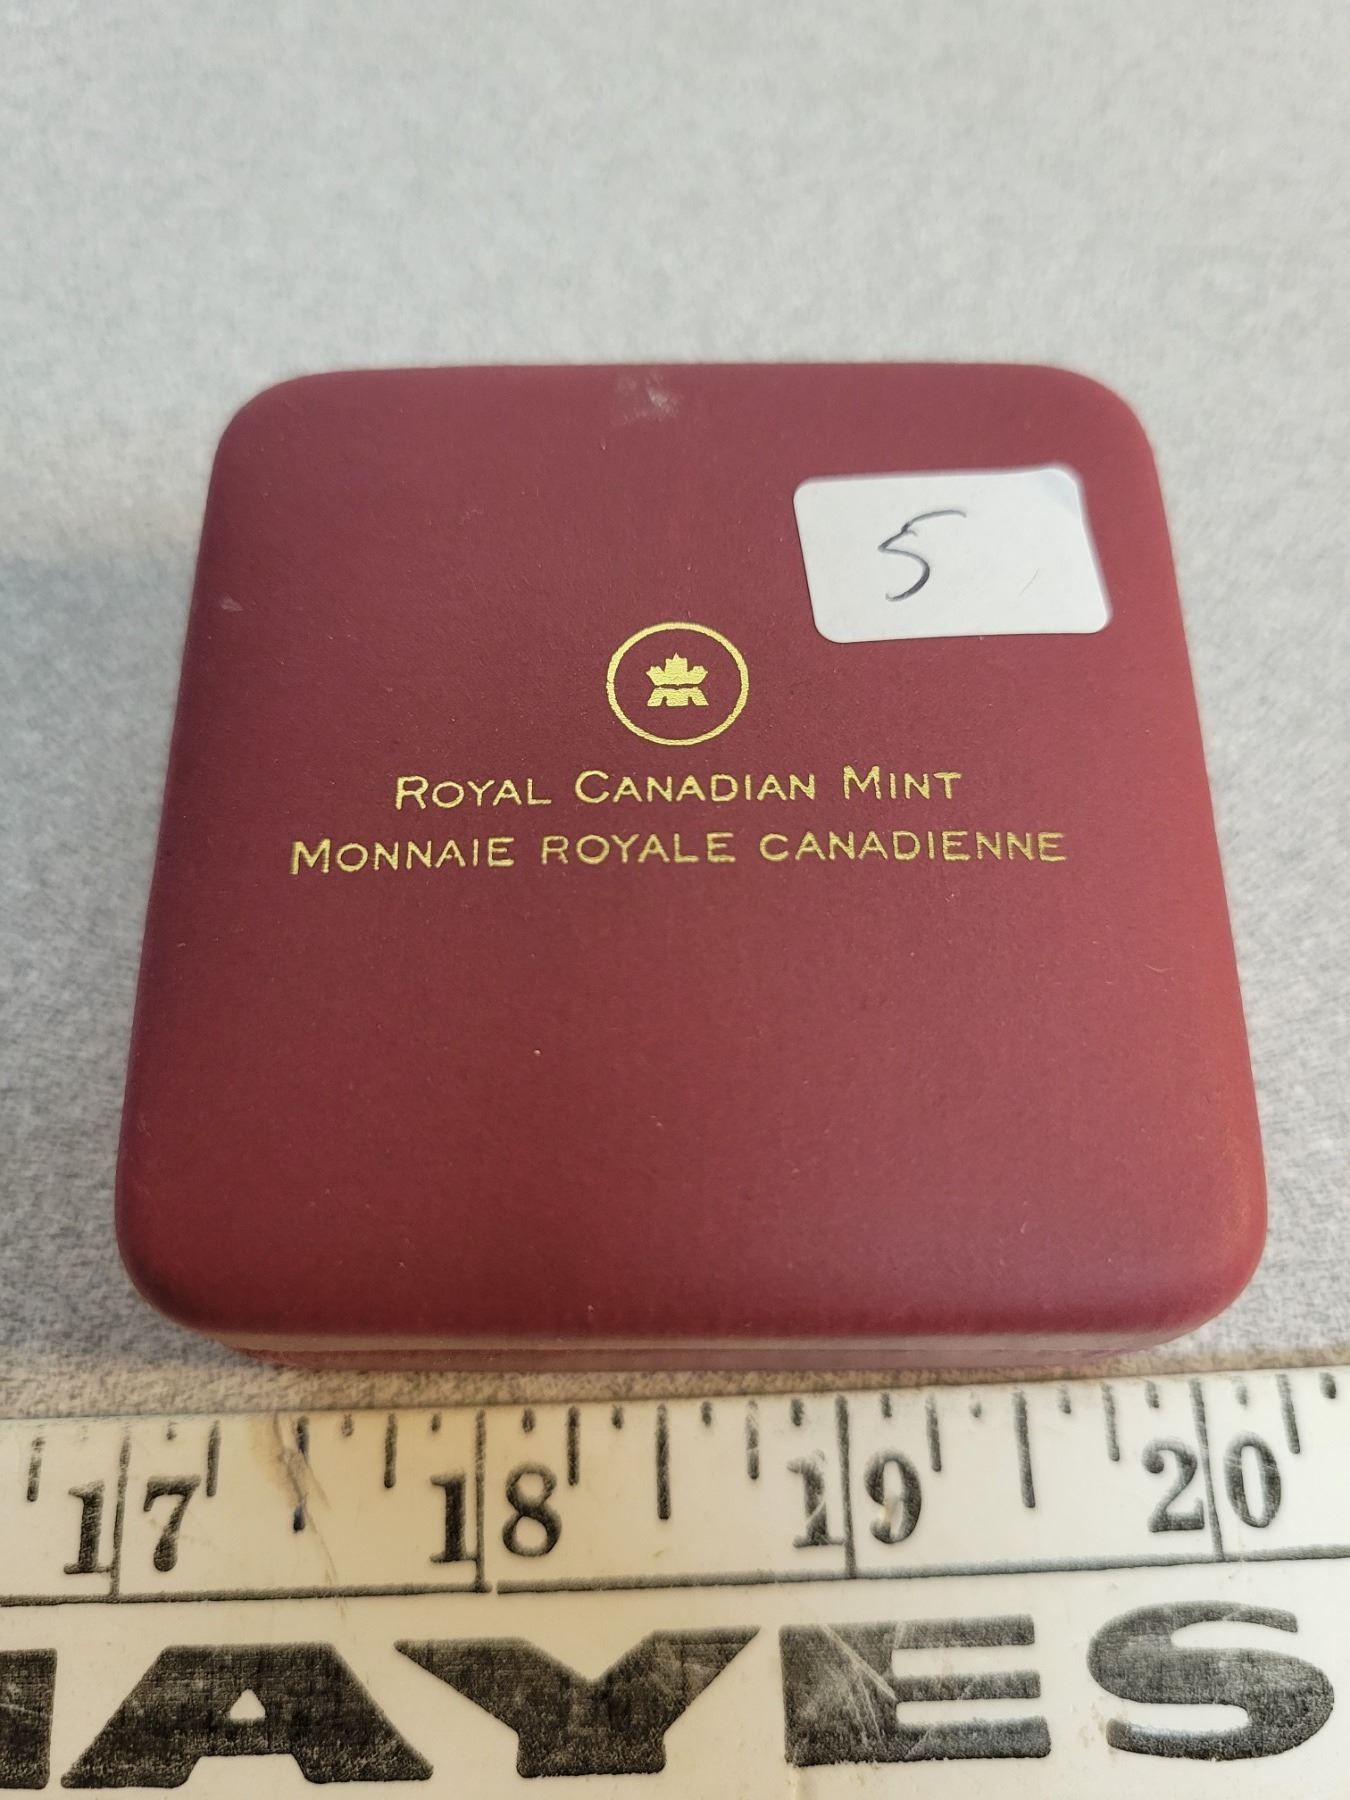 5
ROYAL CANADIAN MINT
MONNAIE ROYALE CANADIENNE
17 18 19 20
AYES